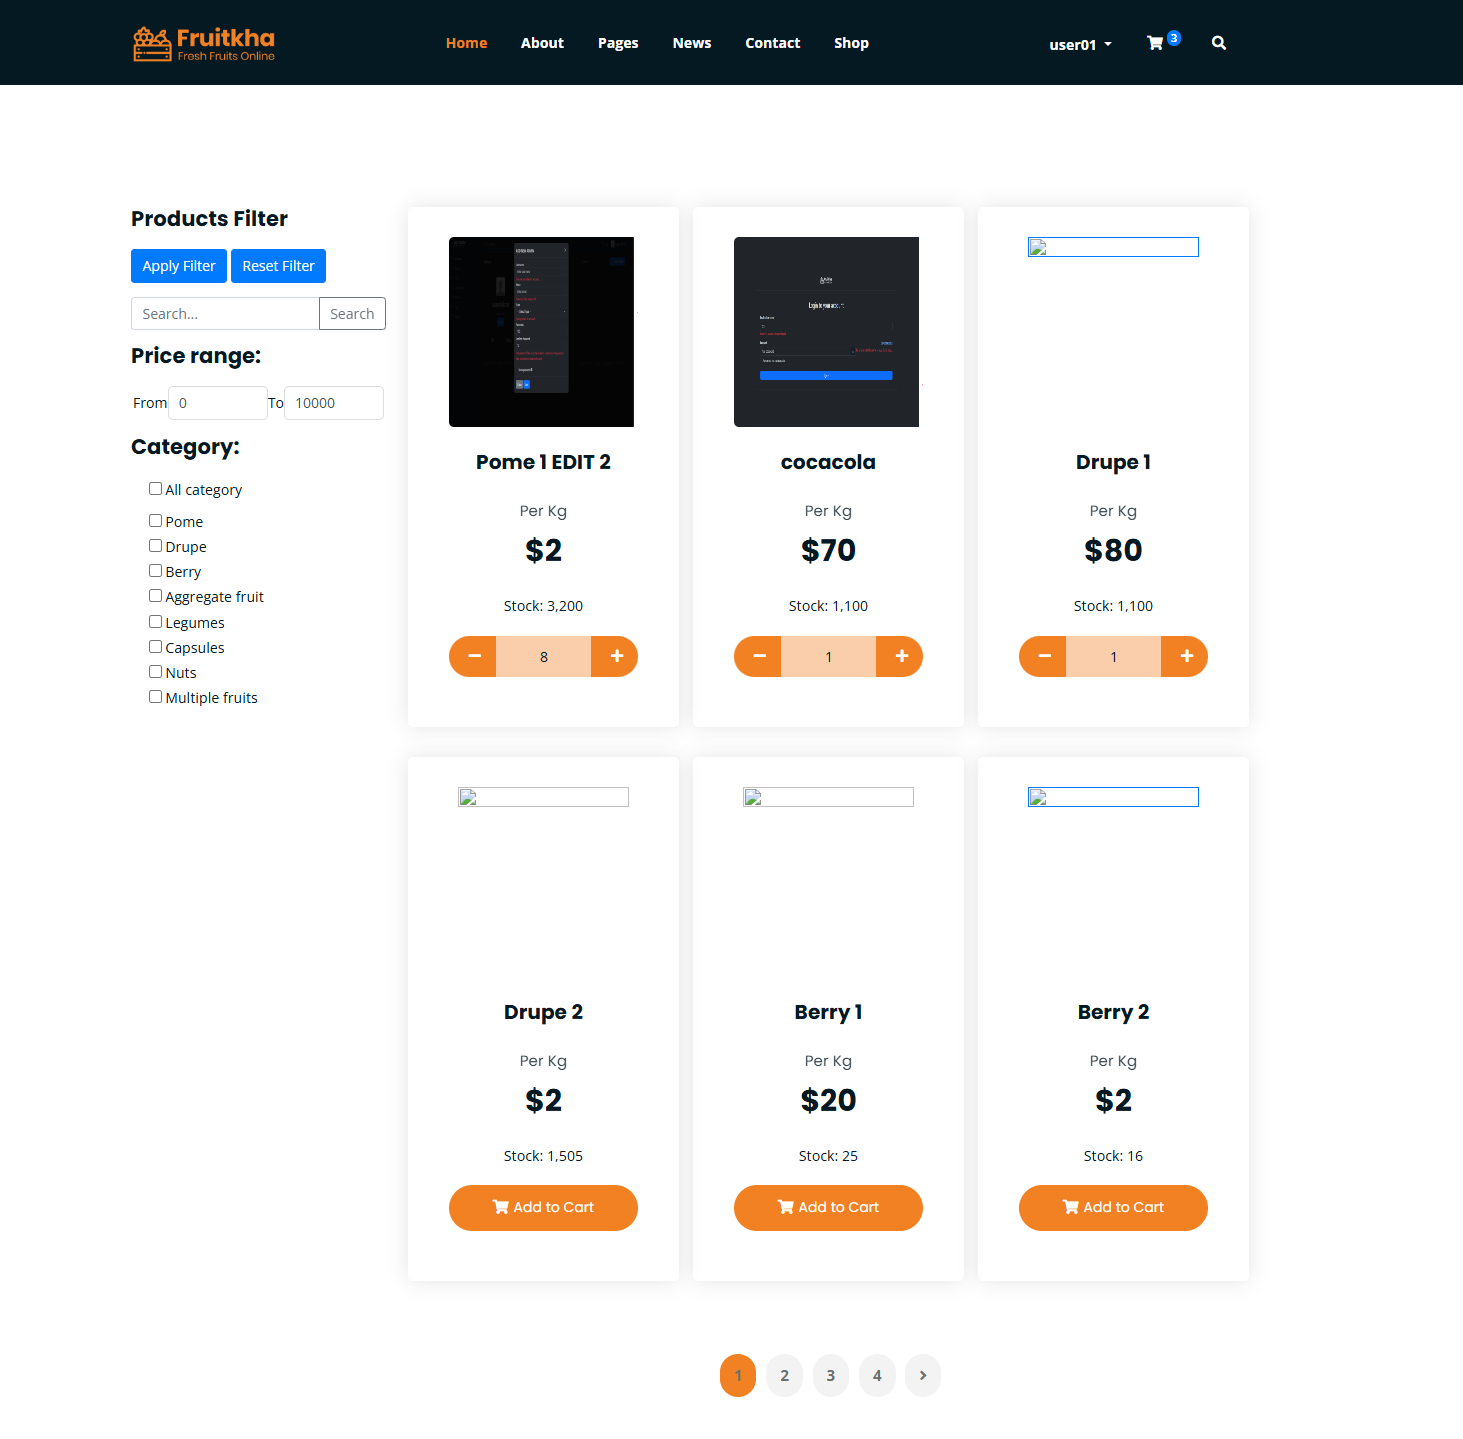 Fruitkha
Fresh Fruits Online
Home About Pages News Contact Shop
user01
3
Products Filter
Apply Filter Reset Filter
Search... Search
Price range:
From 0 To 10000
Category:
All category
Pome
Drupe
Berry
Aggregate fruit
Legumes
Capsules
Nuts
Multiple fruits
Pome 1 EDIT 2
Per Kg
$2
Stock: 3,200
8
Login to your account
cocacola
Per Kg
$70
Stock: 1,100
1
Drupe 1
Per Kg
$80
Stock: 1,100
1
Drupe 2
Per Kg
$2
Stock: 1,505
Add to Cart
Berry 1
Per Kg
$20
Stock: 25
Add to Cart
Berry 2
Per Kg
$2
Stock: 16
Add to Cart
1 2 3 4